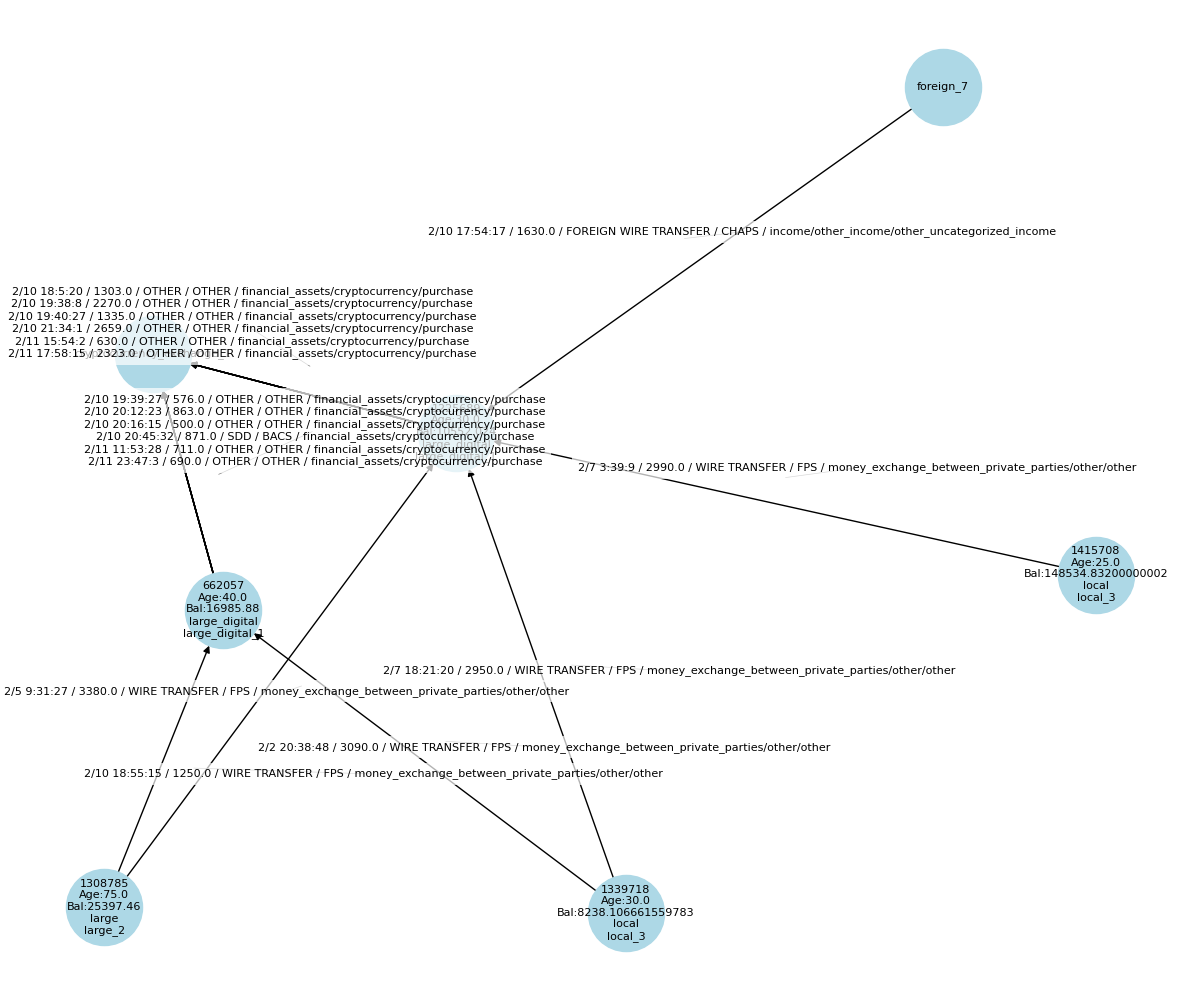 foreign_7
2/10 17:54:17 / 1630.0 / FOREIGN WIRE TRANSFER / CHAPS / income/other_income/other_uncategorized_income
2/10 18:5:20 / 1303.0 / OTHER / OTHER / financial_assets/cryptocurrency/purchase
2/10 19:38:8 / 2270.0 / OTHER / OTHER / financial_assets/cryptocurrency/purchase
2/10 19:40:27 / 1335.0 / OTHER / OTHER / financial_assets/cryptocurrency/purchase
2/10 21:34:1 / 2659.0 / OTHER / OTHER / financial_assets/cryptocurrency/purchase
2/11 15:54:2 / 630.0 / OTHER / OTHER / financial_assets/cryptocurrency/purchase
2/11 17:58:15 / 2323.0 / OTHER / OTHER / financial_assets/cryptocurrency/purchase
2/10 19:39:27 / 576.0 / OTHER / OTHER / financial_assets/cryptocurrency/purchase
2/10 20:12:23 / 863.0 / OTHER / OTHER / financial_assets/cryptocurrency/purchase
2/10 20:16:15 / 500.0 / OTHER / OTHER / financial_assets/cryptocurrency/purchase
2/10 20:45:32 / 871.0 / SDD / BACS / financial_assets/cryptocurrency/purchase
2/11 11:53:28 / 711.0 / OTHER / OTHER / financial_assets/cryptocurrency/purchase
2/11 23:47:3 / 690.0 / OTHER / OTHER / financial_assets/cryptocurrency/purchase
Age:30.0
large_digital
2/7 3:39:9 / 2990.0 / WIRE TRANSFER / FPS / money_exchange_between_private_parties/other/other
1415708
Age:25.0
Bal:148534.83200000002
local
local_3
662057
Age:40.0
Bal:16985.88
large_digital
large_digital_1
2/7 18:21:20 / 2950.0 / WIRE TRANSFER / FPS / money_exchange_between_private_parties/other/other
2/5 9:31:27 / 3380.0 / WIRE TRANSFER / FPS / money_exchange_between_private_parties/other/other
2/2 20:38:48 / 3090.0 / WIRE TRANSFER / FPS / money_exchange_between_private_parties/other/other
2/10 18:55:15 / 1250.0 / WIRE TRANSFER / FPS / money_exchange_between_private_parties/other/other
1308785
Age:75.0
Bal:25397.46
large
large_2
1339718
Age:30.0
Bal:8238.106661559783
local
local_3